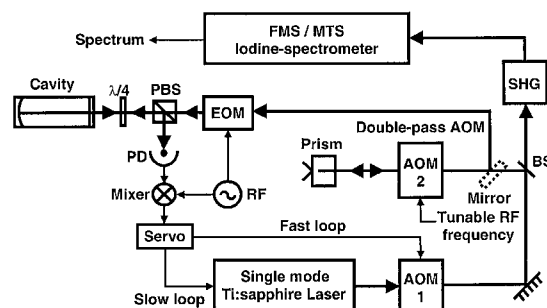 FMS / MTS
Iodine-spectrometer
Spectrum
SHG
Cavity
λ/4
PBS
EOM
Double-pass AOM
Prism
AOM
2
BS
PD
Mirror
Mixer
RF
Tunable RF
frequency
Servo
Fast loop
Single mode
Ti:sapphire Laser
AOM
1
Slow loop